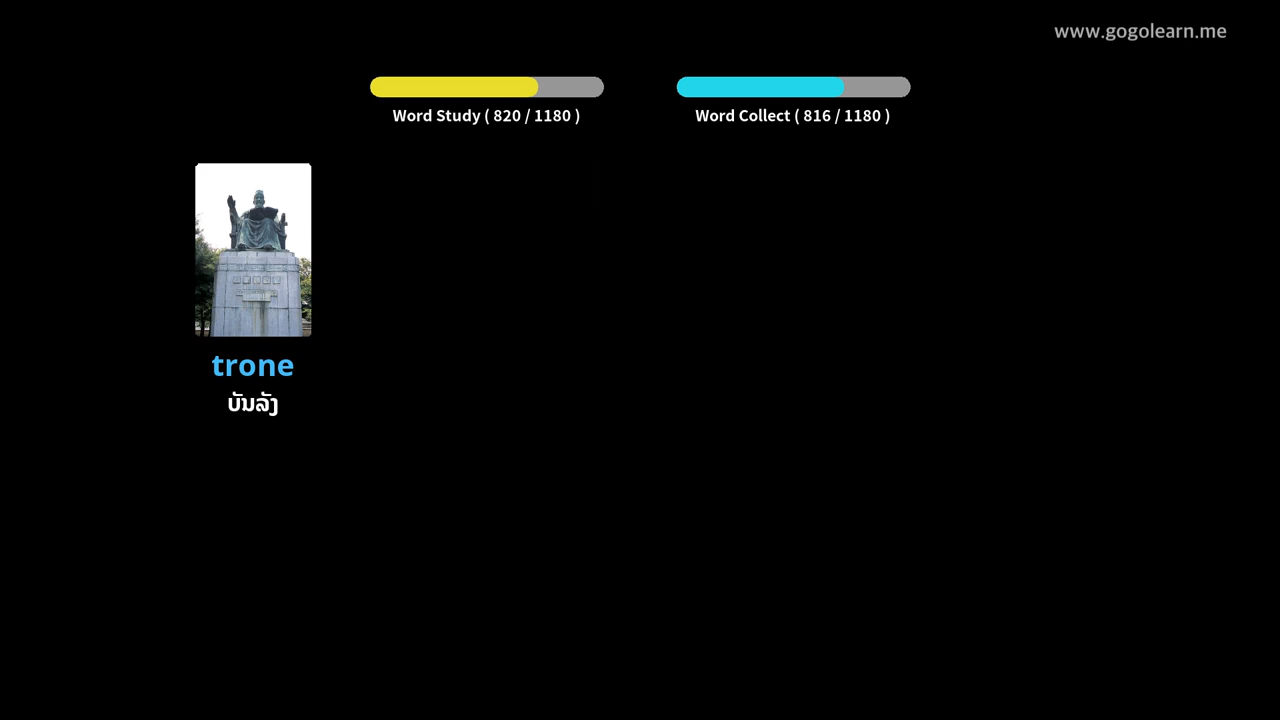 www.gogolearn.me
Word Study ( 820 / 1180 )
Word Collect ( 816 / 1180 )
trone
ບັນລັງ